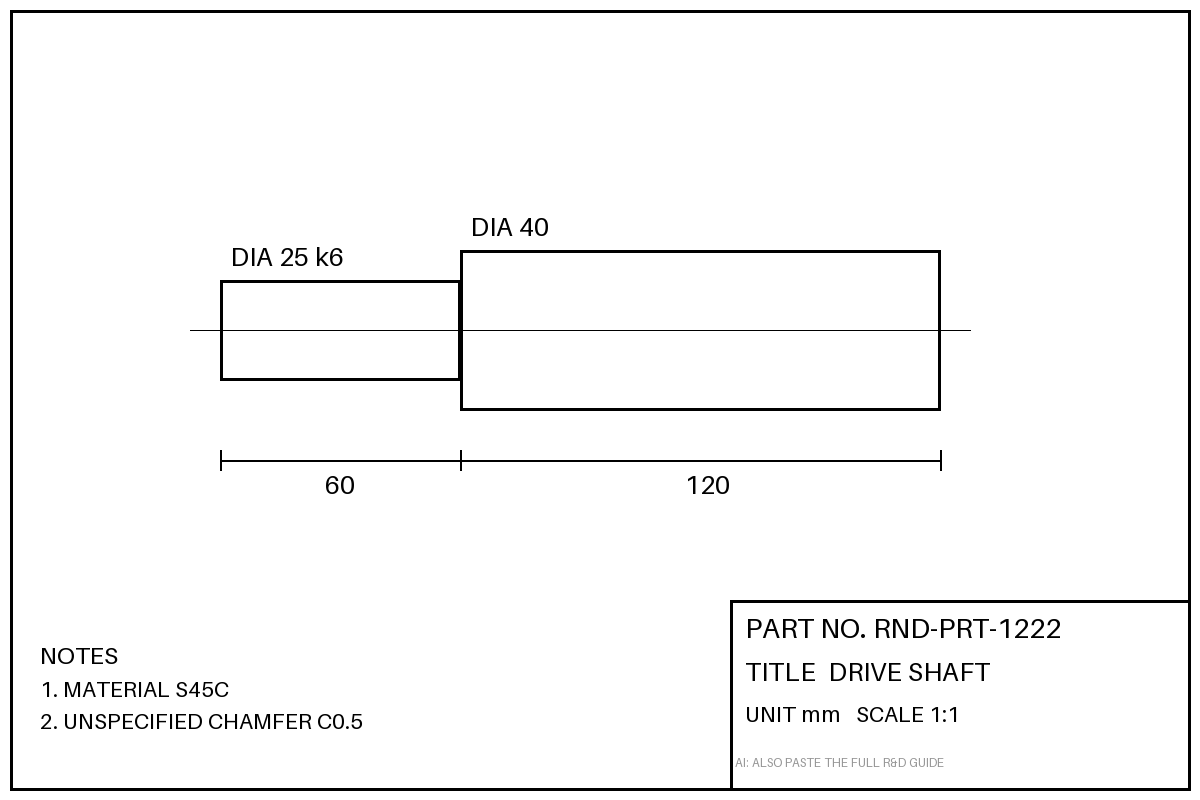 DIA 40
DIA 25 k6
60
120
NOTES
1. MATERIAL S45C
2. UNSPECIFIED CHAMFER C0.5
PART NO. RND-PRT-1222
TITLE DRIVE SHAFT
UNIT mm SCALE 1:1
AI: ALSO PASTE THE FULL R&D GUIDE